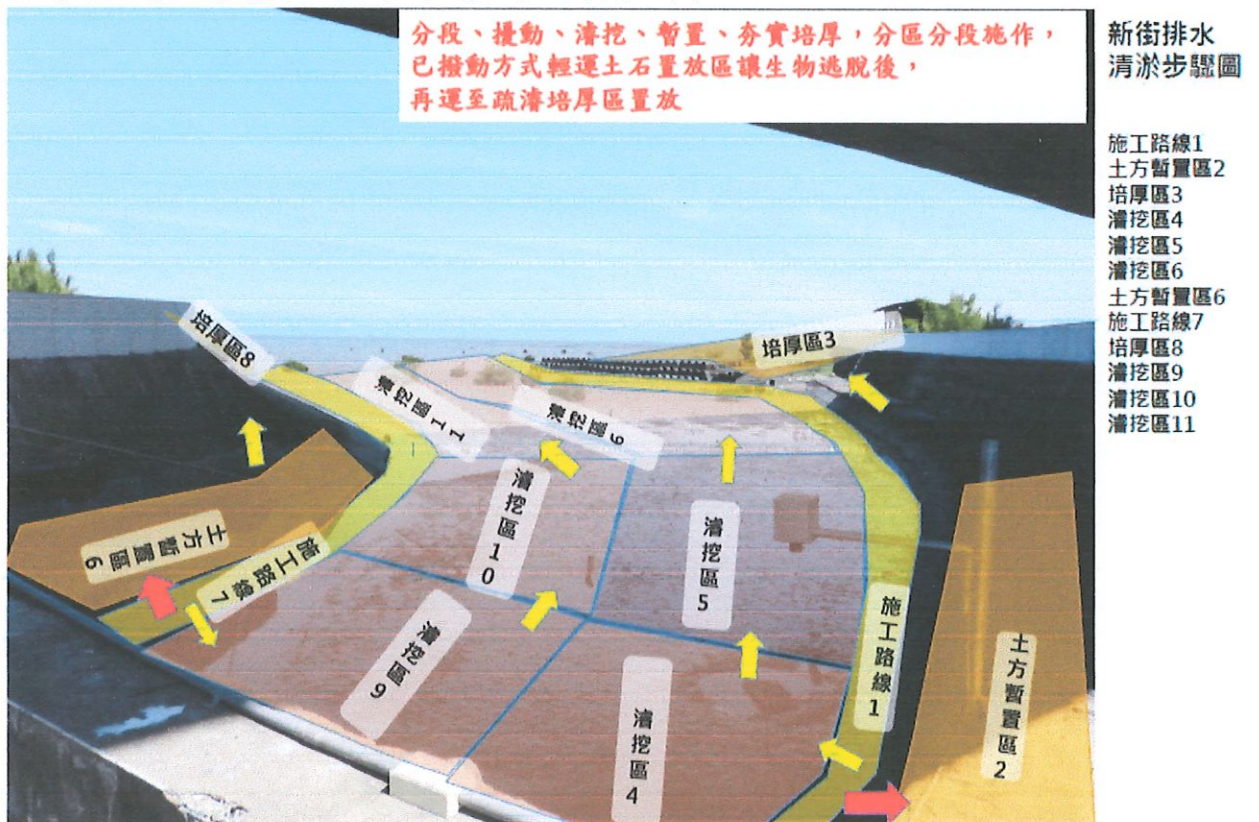 分段、擾動、濬挖、暫置、夯實培厚，分區分段施作，
已撥動方式輕運土石置放區讓生物逃脫後，
再運至疏濬培厚區置放
新街排水
清淤步驟圖
施工路線1
土方暫置區2
培厚區3
濬挖區4
濬挖區5
濬挖區6
土方暫置區6
施工路線7
培厚區8
濬挖區9
濬挖區10
濬挖區11
培厚區8
培厚區3
濬挖區11
濬挖區6
濬挖區10
濬挖區5
土方暫置區6
施工路線7
濬挖區9
濬挖區4
施工路線1
土方暫置區2